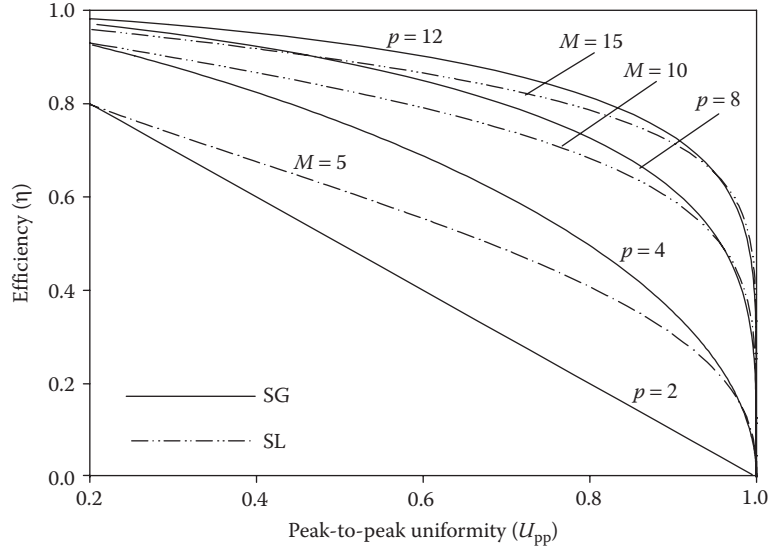 1.0
0.8
0.6
0.4
0.2
0.0
Efficiency (η)
p = 12
M = 15
M = 10
p = 8
M = 5
p = 4
p = 2
SG
SL
0.2 0.4 0.6 0.8 1.0
Peak-to-peak uniformity (Upp)